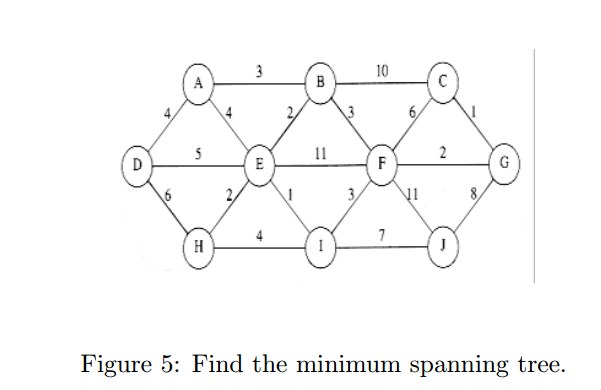 3 10
A B C
4 4 2 3 6 1
5 11 2
D E F G
6 2 1 3 11 8
4 7
H I J
Figure 5: Find the minimum spanning tree.